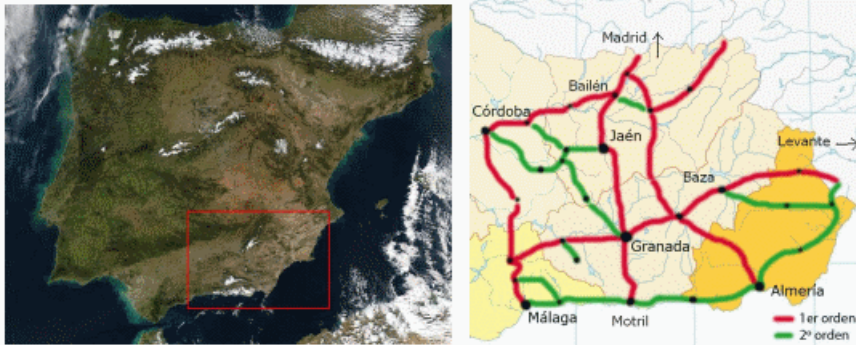 Madrid ↑
Bailén
Córdoba
Jaén
Levante →
Baza
Granada
Almería
Málaga
Motril
1er orden
2º orden